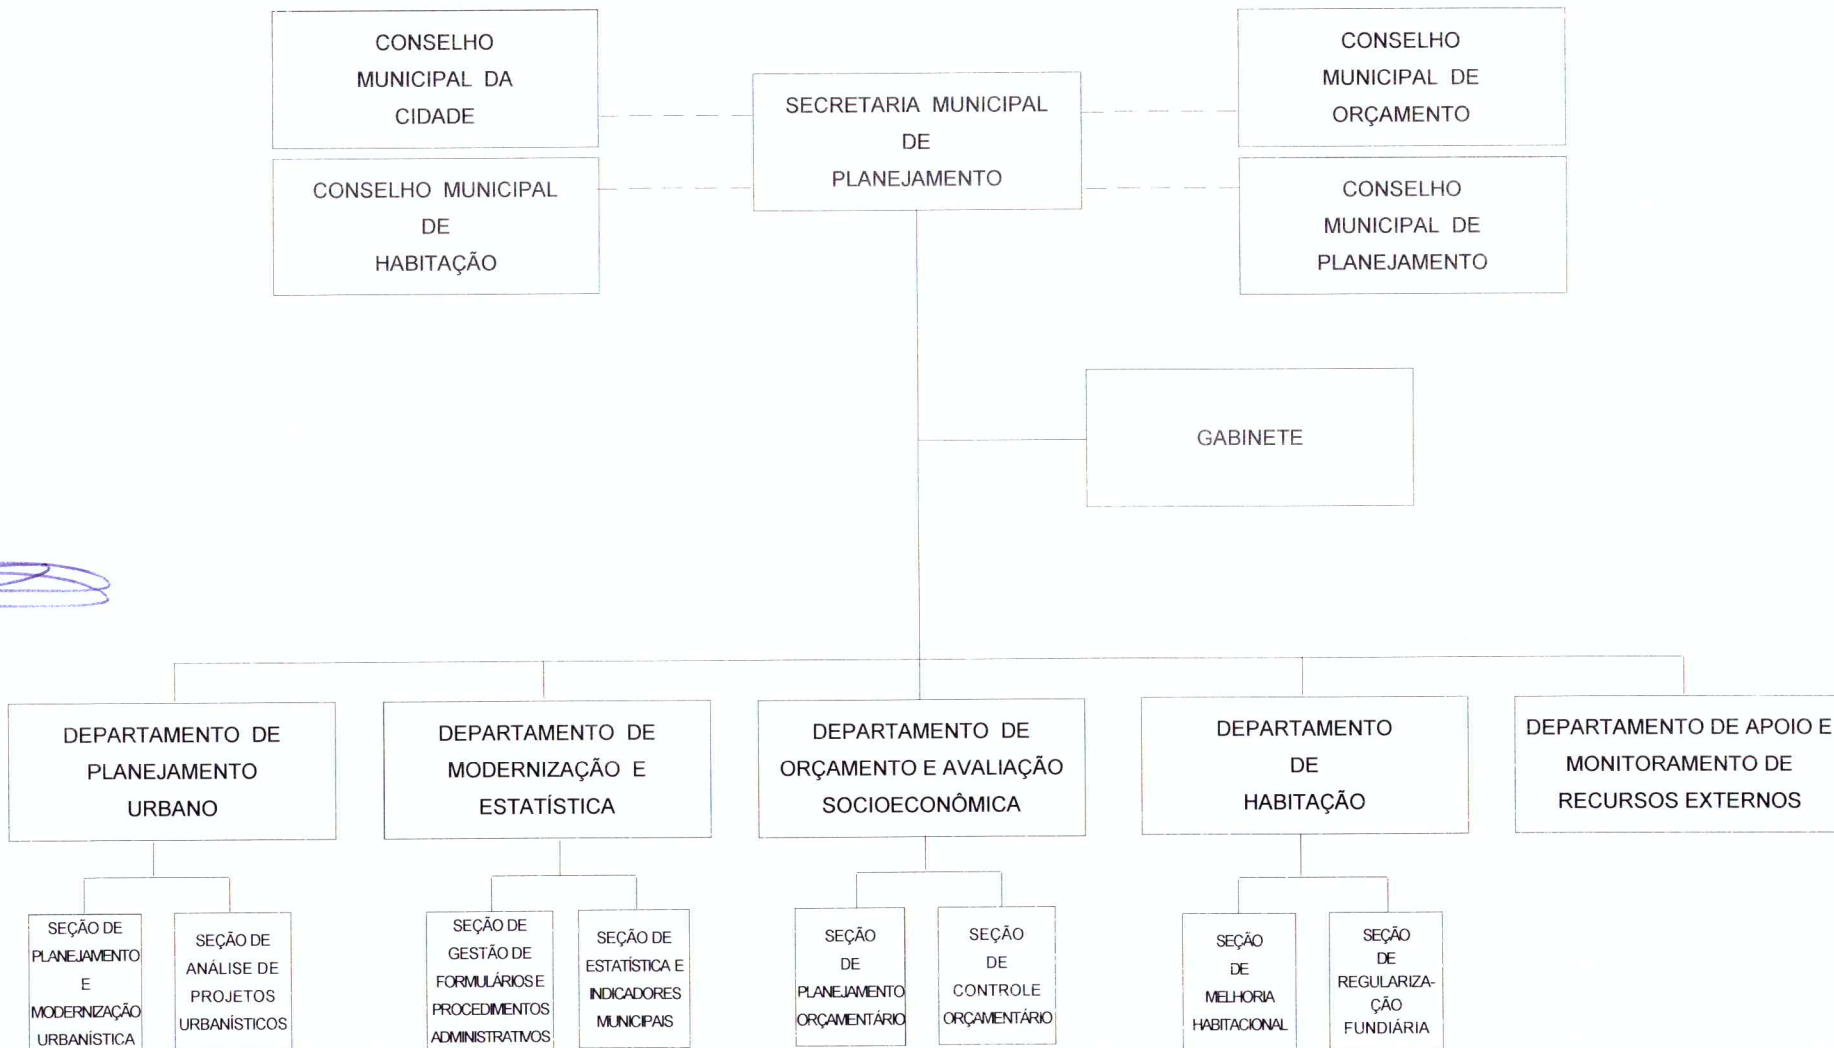 CONSELHO
MUNICIPAL DA
CIDADE
CONSELHO MUNICIPAL
DE
HABITAÇÃO
SECRETARIA MUNICIPAL
DE
PLANEJAMENTO
CONSELHO
MUNICIPAL DE
ORÇAMENTO
CONSELHO
MUNICIPAL DE
PLANEJAMENTO
GABINETE
DEPARTAMENTO DE
PLANEJAMENTO
URBANO
DEPARTAMENTO DE
MODERNIZAÇÃO E
ESTATÍSTICA
DEPARTAMENTO DE
ORÇAMENTO E AVALIAÇÃO
SOCIOECONÔMICA
DEPARTAMENTO
DE
HABITAÇÃO
DEPARTAMENTO DE APOIO E
MONITORAMENTO DE
RECURSOS EXTERNOS
SEÇÃO DE
PLANEJAMENTO
E
MODERNIZAÇÃO
URBANÍSTICA
SEÇÃO DE
ANÁLISE DE
PROJETOS
URBANÍSTICOS
SEÇÃO DE
GESTÃO DE
FORMULÁRIOS E
PROCEDIMENTOS
ADMINISTRATIVOS
SEÇÃO DE
ESTATÍSTICA E
INDICADORES
MUNICIPAIS
SEÇÃO
DE
PLANEJAMENTO
ORÇAMENTÁRIO
SEÇÃO
DE
CONTROLE
ORÇAMENTÁRIO
SEÇÃO
DE
MELHORIA
HABITACIONAL
SEÇÃO
DE
REGULARIZA-
ÇÃO
FUNDIÁRIA